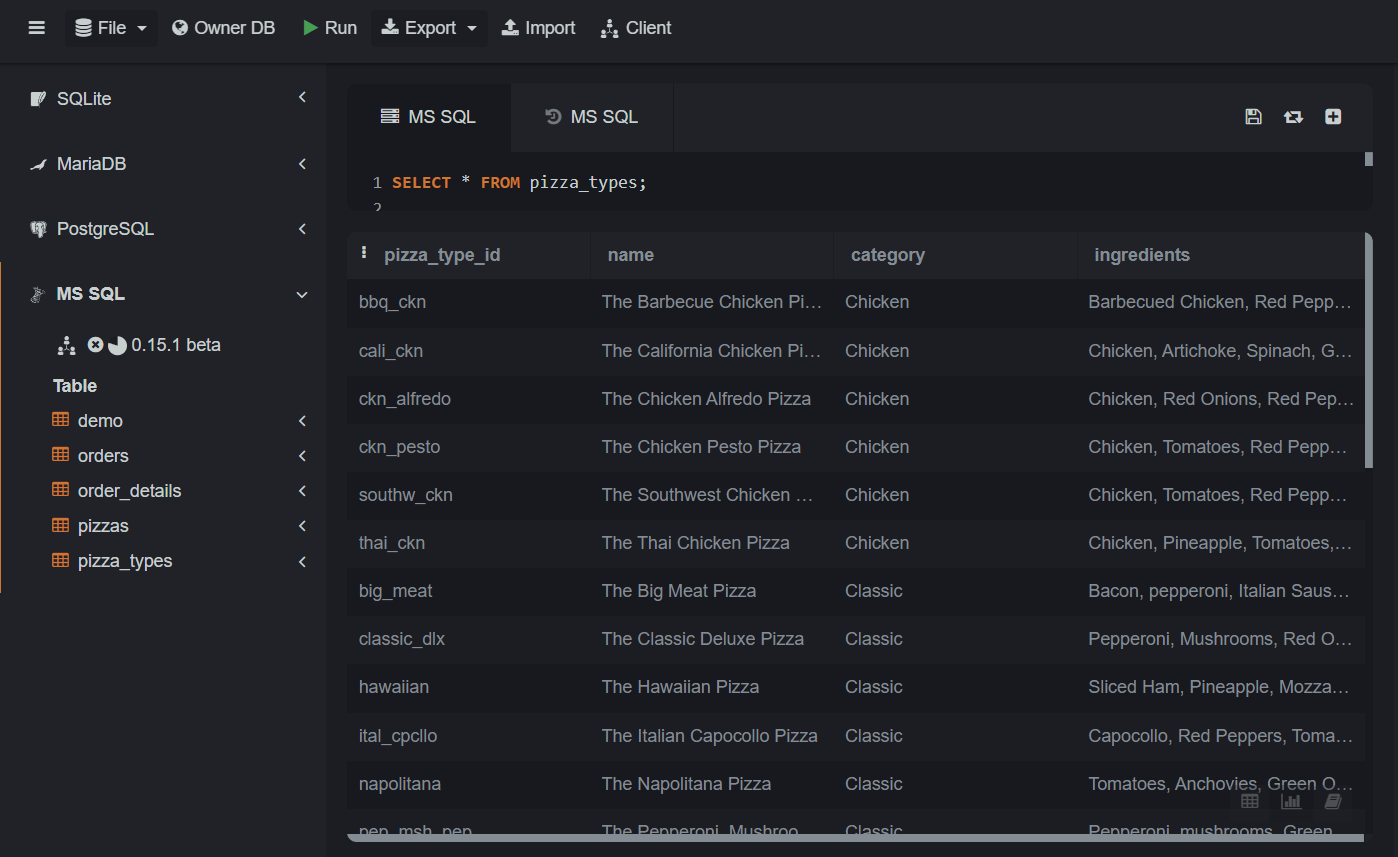 File Owner DB Run Export Import Client
SQLite
MariaDB
PostgreSQL
MS SQL
0.15.1 beta
Table
demo
orders
order_details
pizzas
pizza_types
MS SQL MS SQL
1 SELECT * FROM pizza_types;
2
pizza_type_id name category ingredients
bbq_ckn The Barbecue Chicken Pi... Chicken Barbecued Chicken, Red Pepp...
cali_ckn The California Chicken Pi... Chicken Chicken, Artichoke, Spinach, G...
ckn_alfredo The Chicken Alfredo Pizza Chicken Chicken, Red Onions, Red Pep...
ckn_pesto The Chicken Pesto Pizza Chicken Chicken, Tomatoes, Red Pepp...
southw_ckn The Southwest Chicken ... Chicken Chicken, Tomatoes, Red Pepp...
thai_ckn The Thai Chicken Pizza Chicken Chicken, Pineapple, Tomatoes,...
big_meat The Big Meat Pizza Classic Bacon, pepperoni, Italian Saus...
classic_dlx The Classic Deluxe Pizza Classic Pepperoni, Mushrooms, Red O...
hawaiian The Hawaiian Pizza Classic Sliced Ham, Pineapple, Mozza...
ital_cpcllo The Italian Capocollo Pizza Classic Capocollo, Red Peppers, Toma...
napolitana The Napolitana Pizza Classic Tomatoes, Anchovies, Green O...
pep_msh_pep The Pepperoni, Mushroo... Classic Pepperoni, mushrooms, Green...